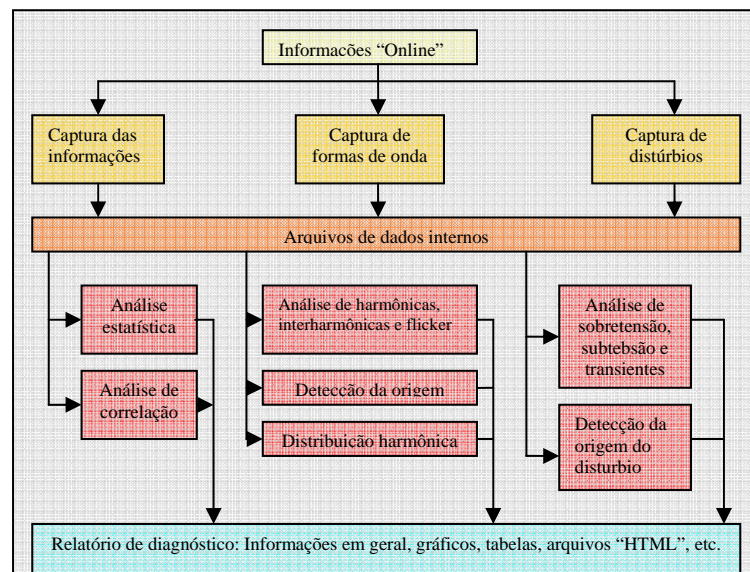 Informacões “Online”
Captura das
informações
Captura de
formas de onda
Captura de
distúrbios
Arquivos de dados internos
Análise
estatística
Análise de
correlação
Análise de harmônicas,
interharmônicas e flicker
Detecção da origem
Distribuicão harmônica
Análise de
sobretensão,
subtebsão e
transientes
Detecção da
origem do
disturbio
Relatório de diagnóstico: Informações em geral, gráficos, tabelas, arquivos “HTML”, etc.